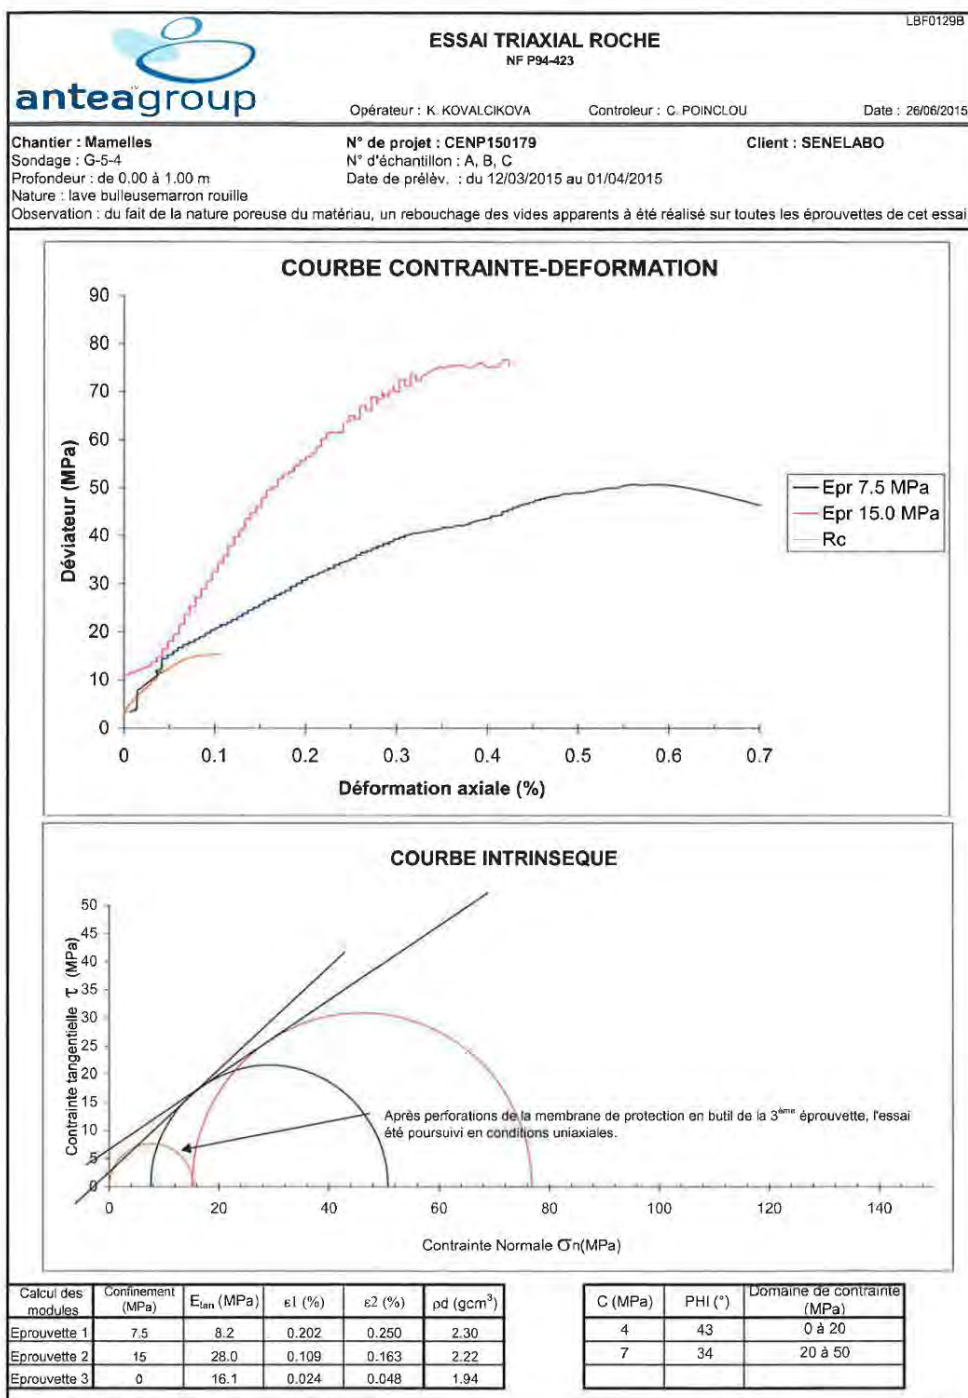 LBF0129B
ESSAI TRIAXIAL ROCHE
NF P94-423
anteagroup
Opérateur : K. KOVALCIKOVA Controleur : C. POINCLOU Date : 26/06/2015
Chantier : Mamelles N° de projet : CENP150179 Client : SENELABO
Sondage : G-5-4 N° d'échantillon : A, B, C
Profondeur : de 0.00 à 1.00 m Date de prélèv. : du 12/03/2015 au 01/04/2015
Nature : lave bulleusemarron rouille
Observation : du fait de la nature poreuse du matériau, un rebouchage des vides apparents à été réalisé sur toutes les éprouvettes de cet essai
COURBE CONTRAINTE-DEFORMATION
90
80
70
60
50
40
30
20
10
0
Déviateur (MPa)
0 0.1 0.2 0.3 0.4 0.5 0.6 0.7
Déformation axiale (%)
Epr 7.5 MPa
Epr 15.0 MPa
Rc
COURBE INTRINSEQUE
50
45
40
35
30
25
20
15
10
5
0
Contrainte tangentielle τ (MPa)
Après perforations de la membrane de protection en butil de la 3ème éprouvette, l'essai
été poursuivi en conditions uniaxiales.
0 20 40 60 80 100 120 140
Contrainte Normale σn(MPa)
Calcul des modules Confinement (MPa) Etan (MPa) ε1 (%) ε2 (%) ρd (gcm³)
Eprouvette 1 7.5 8.2 0.202 0.250 2.30
Eprouvette 2 15 28.0 0.109 0.163 2.22
Eprouvette 3 0 16.1 0.024 0.048 1.94
C (MPa) PHI (°) Domaine de contrainte (MPa)
4 43 0 à 20
7 34 20 à 50